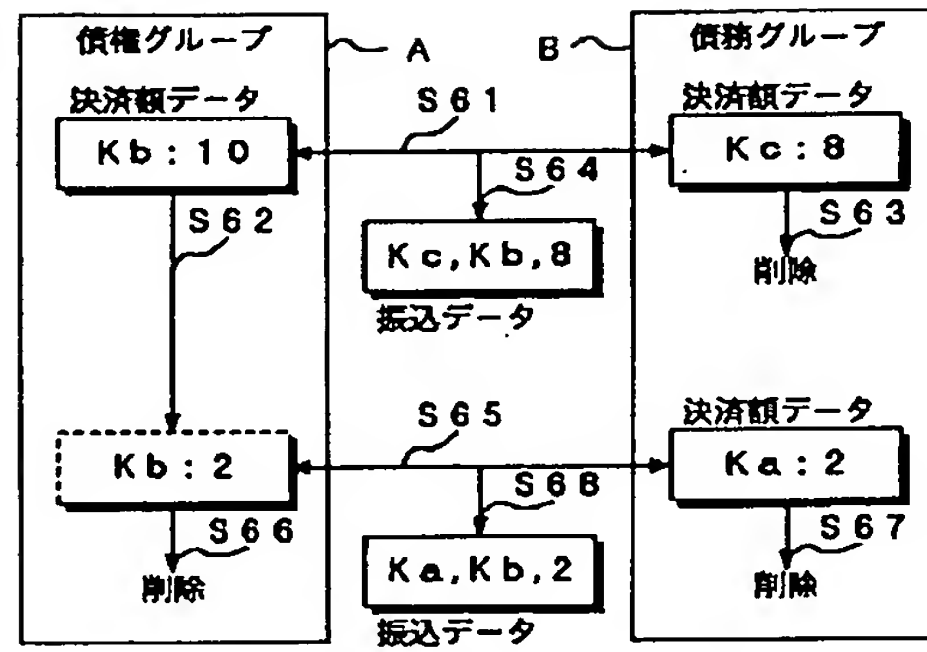 債権グループ
A
B
債務グループ
決済額データ
S61
決済額データ
Kb:10
Kc:8
S64
S62
S63
Kc,Kb,8
削除
振込データ
S65
決済額データ
Kb:2
Ka:2
S68
S66
S67
Ka,Kb,2
削除
削除
振込データ